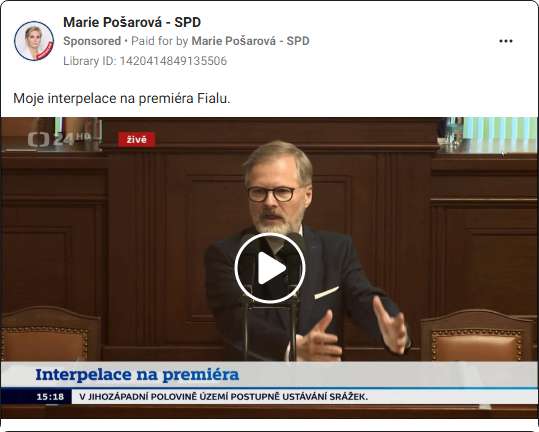 Marie Pošarová - SPD
Sponsored • Paid for by Marie Pošarová - SPD
Library ID: 1420414849135506
Moje interpelace na premiéra Fialu.
24 HD
živě
Interpelace na premiéra
15:18 V JIHOZÁPADNÍ POLOVINĚ ÚZEMÍ POSTUPNĚ USTÁVÁNÍ SRÁŽEK.